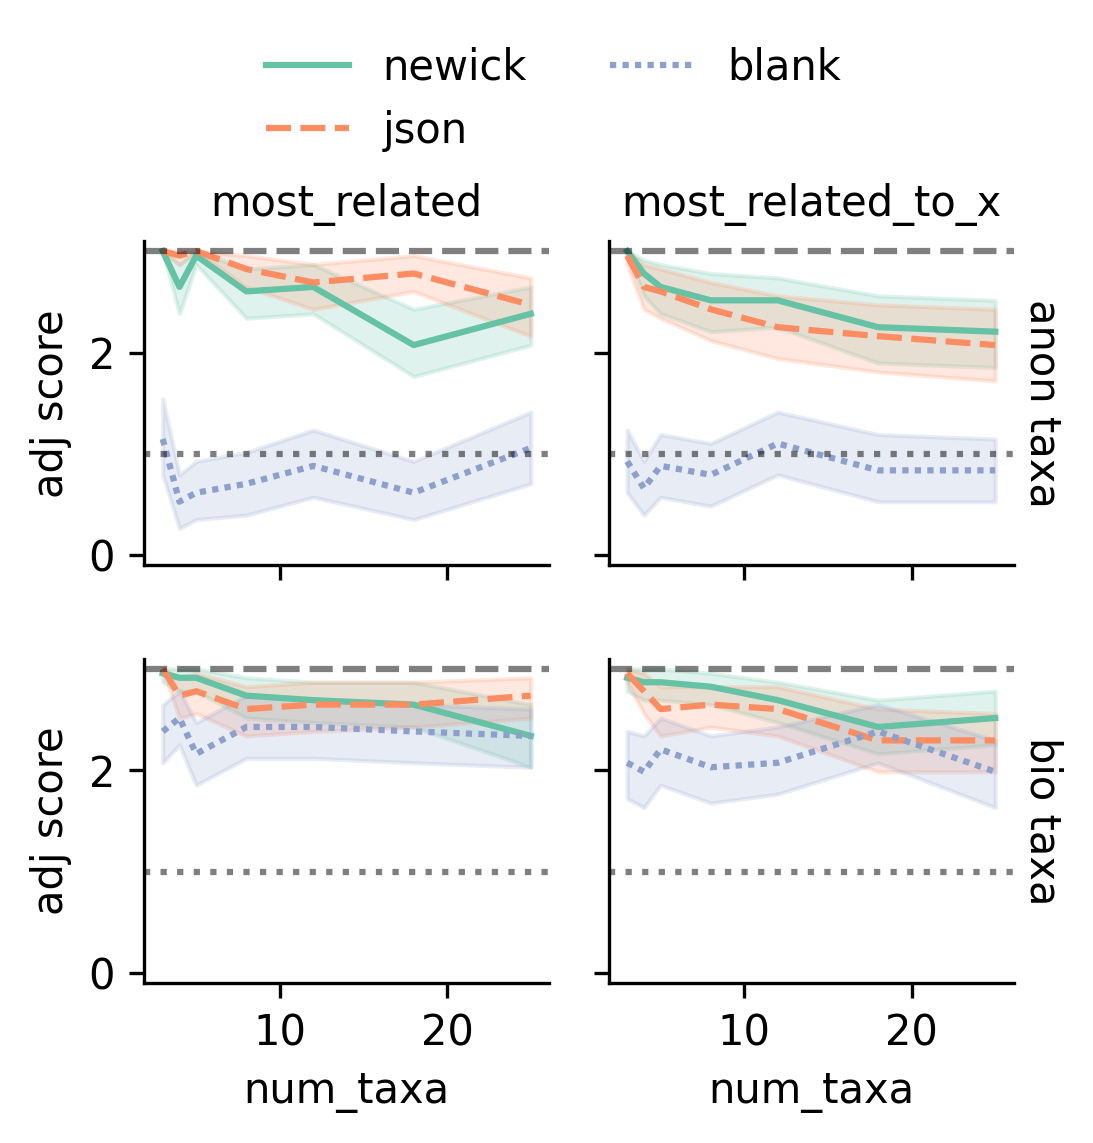 newick
blank
json
most_related
most_related_to_x
adj score
2
0
anon taxa
adj score
2
0
bio taxa
10
20
10
20
num_taxa
num_taxa